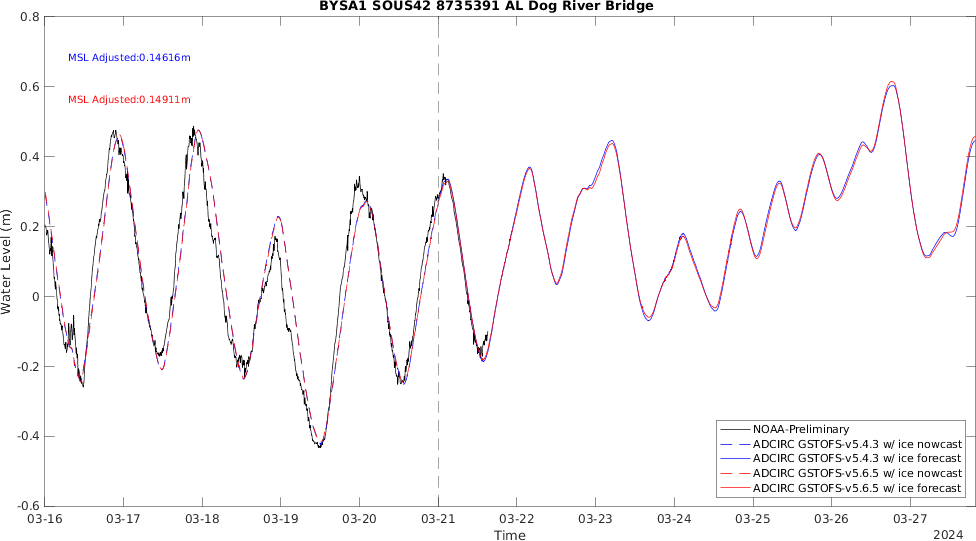 BYSA1 SOUS42 8735391 AL Dog River Bridge
0.8
MSL Adjusted:0.14616m
0.6
MSL Adjusted:0.14911m
0.4
0.2
Water Level (m)
0
-0.2
-0.4
NOAA-Preliminary
ADCIRC GSTOFS-v5.4.3 w/ ice nowcast
ADCIRC GSTOFS-v5.4.3 w/ ice forecast
ADCIRC GSTOFS-v5.6.5 w/ ice nowcast
ADCIRC GSTOFS-v5.6.5 w/ ice forecast
-0.6
03-16 03-17 03-18 03-19 03-20 03-21 03-22 03-23 03-24 03-25 03-26 03-27
Time
2024